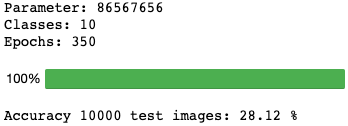 Parameter: 86567656
Classes: 10
Epochs: 350
100%
Accuracy 10000 test images: 28.12 %